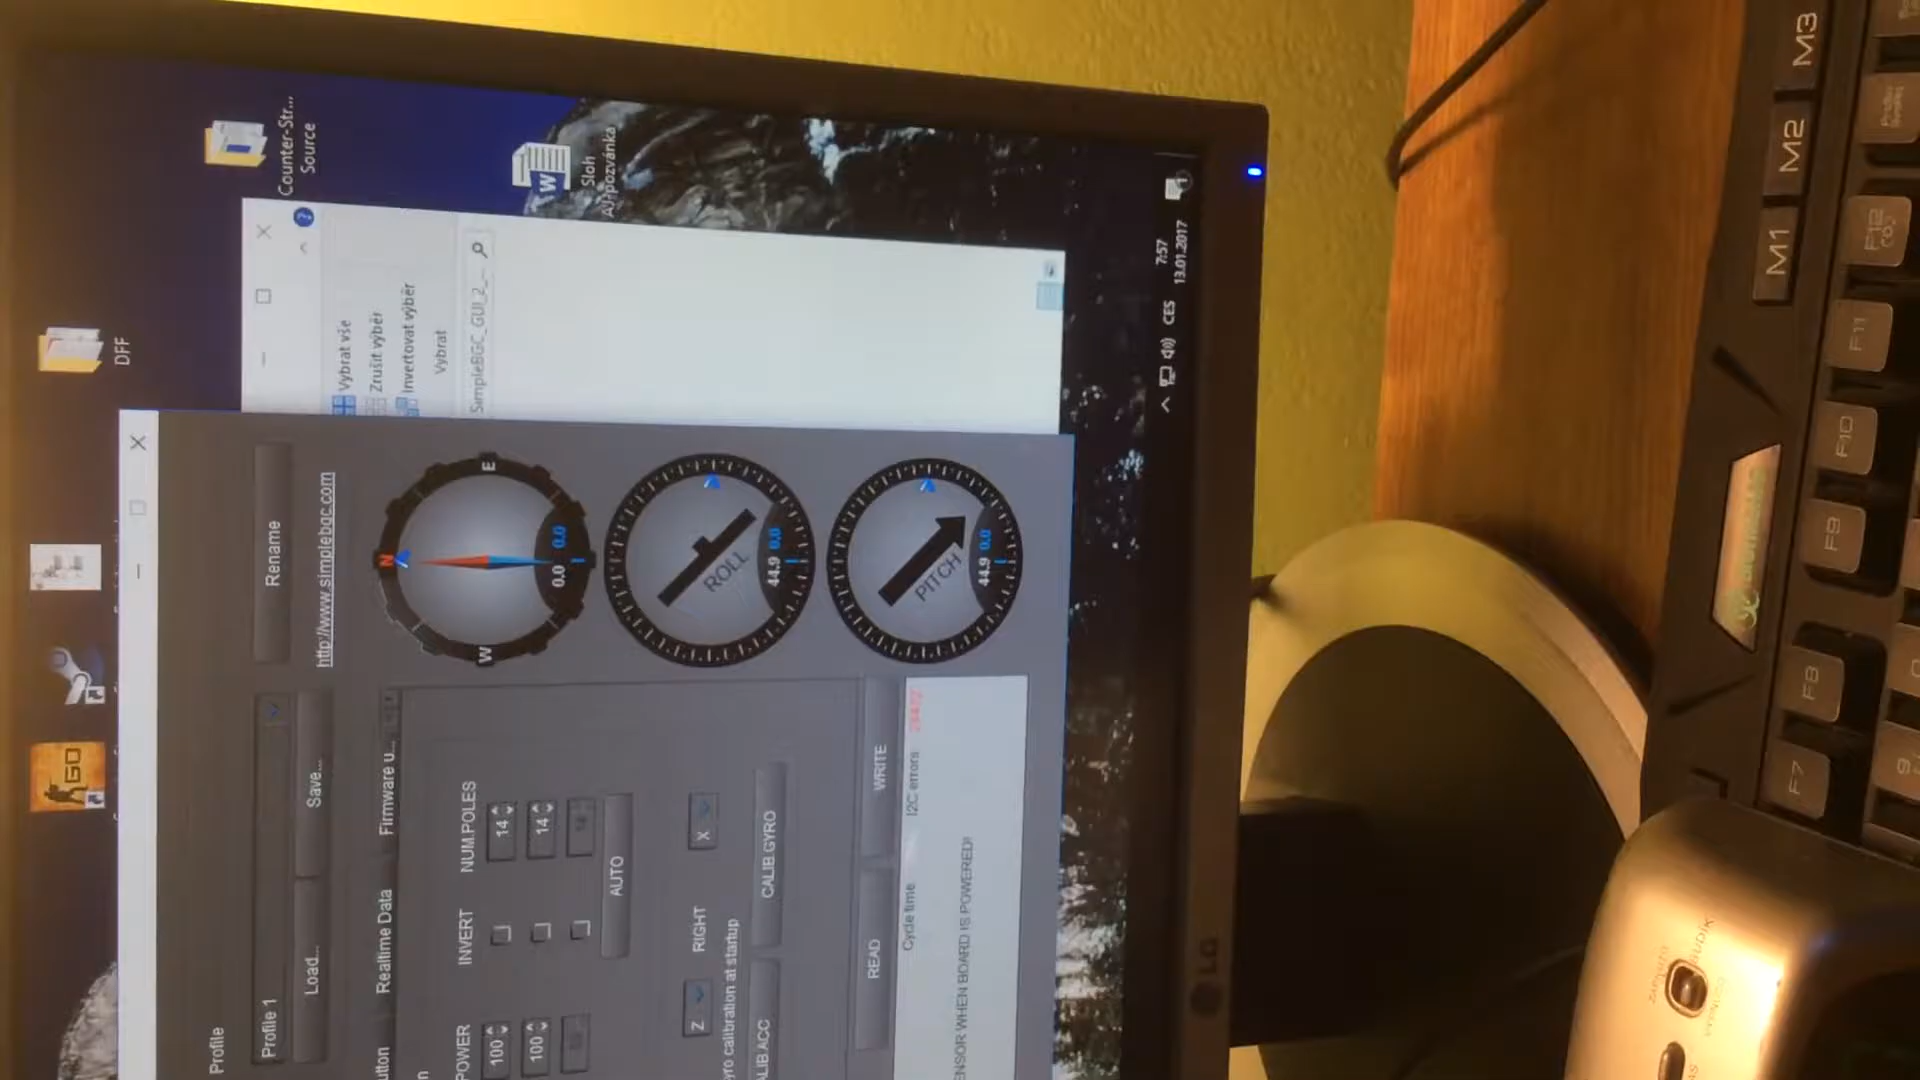 Counter-Str...
Source
Sloh
AJ-pozvánka
DFF
GO
Vybrat vše
Zrušit výběr
Invertovat výběr
Vybrat
SimpleBGC_GUI_2_
Profile
Profile 1
Rename
Load...
Save...
http://www.simplebgc.com
Realtime Data
Firmware u...
POWER
INVERT
NUM.POLES
100
14
100
14
AUTO
Z
RIGHT
X
yro calibration at startup
CALIB.GYRO
READ
WRITE
Cycle time
I2C errors
ENSOR WHEN BOARD IS POWERED!
N
W
E
0.0
0.0
ROLL
44.9
0.0
PITCH
44.9
0.0
CES
7:57
13.01.2017
LG
M1
M2
M3
F7
F8
F9
F10
F11
F12